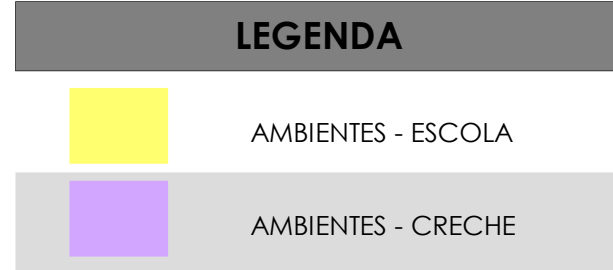 LEGENDA
AMBIENTES - ESCOLA
AMBIENTES - CRECHE